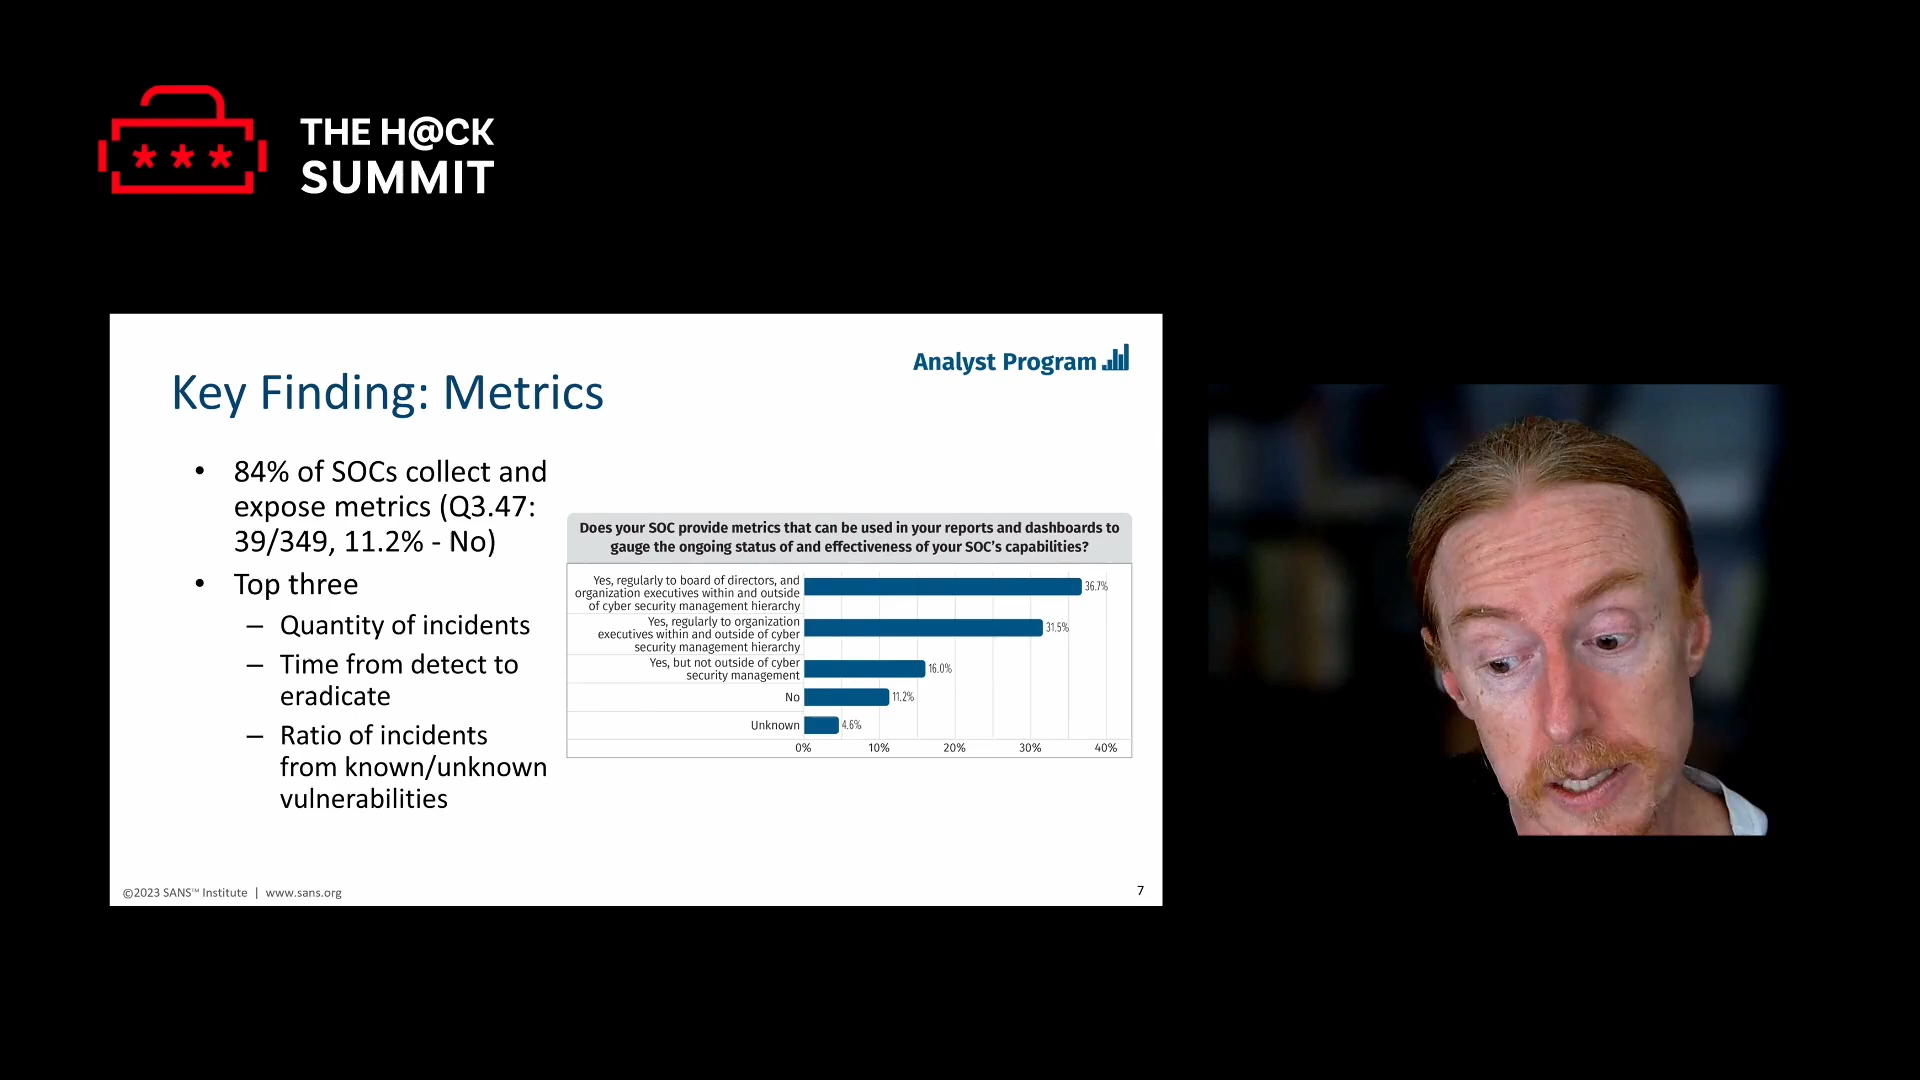 THE H@CK
SUMMIT
Analyst Program
Key Finding: Metrics
• 84% of SOCs collect and
expose metrics (Q3.47:
39/349, 11.2% - No)
• Top three
– Quantity of incidents
– Time from detect to
eradicate
– Ratio of incidents
from known/unknown
vulnerabilities
Does your SOC provide metrics that can be used in your reports and dashboards to
gauge the ongoing status of and effectiveness of your SOC's capabilities?
Yes, regularly to board of directors, and
organization executives within and outside
of cyber security management hierarchy
36.7%
Yes, regularly to organization
executives within and outside of cyber
security management hierarchy
31.5%
Yes, but not outside of cyber
security management
16.0%
No
11.2%
Unknown
4.6%
0% 10% 20% 30% 40%
©2023 SANS™ Institute | www.sans.org
7